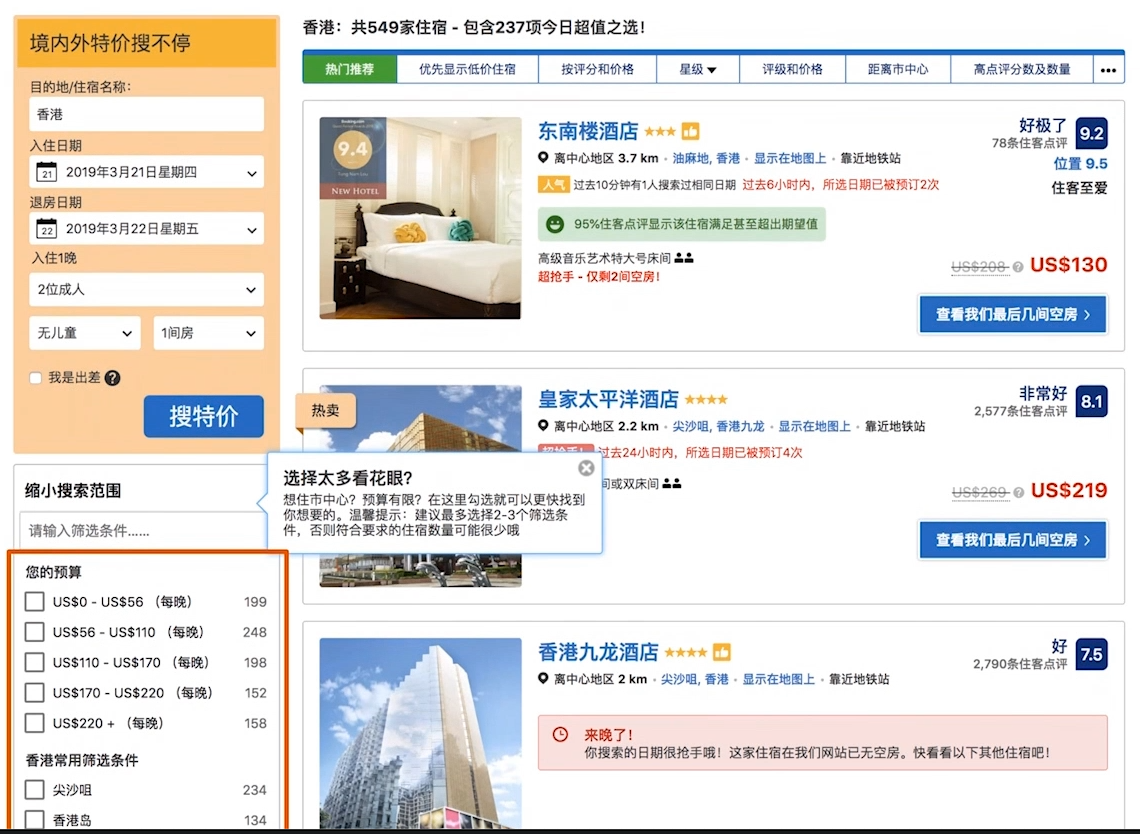 境内外特价搜不停
目的地/住宿名称：
香港
入住日期
21
2019年3月21日星期四
退房日期
22
2019年3月22日星期五
入住1晚
2位成人
无儿童
1间房
我是出差
搜特价
缩小搜索范围
请输入筛选条件……
您的预算
US$0 - US$56 （每晚） 199
US$56 - US$110 （每晚） 248
US$110 - US$170 （每晚） 198
US$170 - US$220 （每晚） 152
US$220 + （每晚） 158
香港常用筛选条件
尖沙咀 234
香港岛 134
选择太多看花眼？
想住市中心？预算有限？在这里勾选就可以更快找到
你想要的。温馨提示：建议最多选择2-3个筛选条
件，否则符合要求的住宿数量可能很少哦
香港：共549家住宿 - 包含237项今日超值之选！
热门推荐 优先显示低价住宿 按评分和价格 星级 评级和价格 距离市中心 高点评分数及数量
Booking.com
9.4
NEW HOTEL
东南楼酒店
离中心地区 3.7 km · 油麻地, 香港 · 显示在地图上 · 靠近地铁站
人气 过去10分钟有1人搜索过相同日期 过去6小时内，所选日期已被预订2次
95%住客点评显示该住宿满足甚至超出期望值
高级音乐艺术特大号床间
超抢手 - 仅剩2间空房！
好极了 9.2
78条住客点评
位置 9.5
住客至爱
US$208 US$130
查看我们最后几间空房
热卖
皇家太平洋酒店
离中心地区 2.2 km · 尖沙咀, 香港九龙 · 显示在地图上 · 靠近地铁站
过去24小时内，所选日期已被预订4次
间或双床间
非常好 8.1
2,577条住客点评
US$269 US$219
查看我们最后几间空房
香港九龙酒店
离中心地区 2 km · 尖沙咀, 香港 · 显示在地图上 · 靠近地铁站
好 7.5
2,790条住客点评
来晚了！
你搜索的日期很抢手哦！这家住宿在我们网站已无空房。快看看以下其他住宿吧！